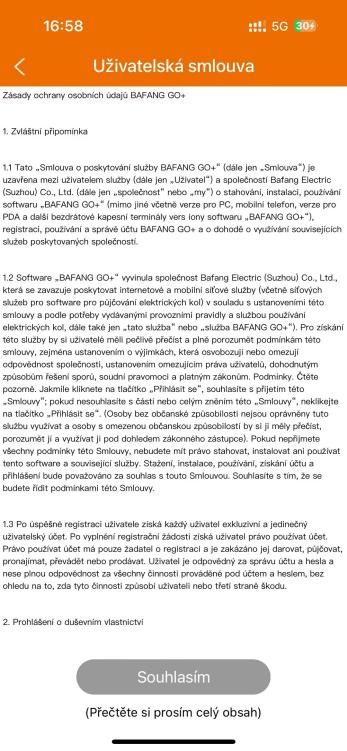 16:58
5G 30
Uživatelská smlouva
Zásady ochrany osobních údajů BAFANG GO+
1. Zvláštní připomínka
1.1 Tato „Smlouva o poskytování služby BAFANG GO+“ (dále jen „Smlouva“) je
uzavřena mezi uživatelem služby (dále jen „Uživatel“) a společností Bafang Electric
(Suzhou) Co., Ltd. (dále jen „společnost“ nebo „my“) o stahování, instalaci, používání
softwaru „BAFANG GO+“ (mimo jiné včetně verze pro PC, mobilní telefon, verze pro
PDA a další bezdrátové kapesní terminály vers iony softwaru „BAFANG GO+“),
registraci, používání a správě účtu BAFANG GO+ a o dohodě o využívání souvisejících
služeb poskytovaných společností.
1.2 Software „BAFANG GO+“ vyvinula společnost Bafang Electric (Suzhou) Co., Ltd.,
která se zavazuje poskytovat internetové a mobilní síťové služby (včetně síťových
služeb pro software pro půjčování elektrických kol) v souladu s ustanoveními této
smlouvy a podle potřeby vydávanými provozními pravidly a službou používání
elektrických kol, dále také jen „tato služba“ nebo „služba BAFANG GO+“). Pro získání
této služby by si uživatelé měli pečlivě přečíst a plně porozumět podmínkám této
smlouvy, zejména ustanovením o výjimkách, která osvobozují nebo omezují
odpovědnost společnosti, ustanovením omezujícím práva uživatelů, dohodnutým
způsobům řešení sporů, soudní pravomoci a platným zákonům. Podmínky. Čtěte
pozorně. Jakmile kliknete na tlačítko „Přihlásit se“, souhlasíte s přijetím této
„Smlouvy“; pokud nesouhlasíte s částí nebo celým zněním této „Smlouvy“, neklikejte
na tlačítko „Přihlásit se“. (Osoby bez občanské způsobilosti nejsou oprávněny tuto
službu využívat a osoby s omezenou občanskou způsobilostí by si ji měly přečíst,
porozumět jí a využívat ji pod dohledem zákonného zástupce). Pokud nepřijmete
všechny podmínky této Smlouvy, nebudete mít právo stahovat, instalovat ani používat
tento software a související služby. Stažení, instalace, používání, získání účtu a
přihlášení bude považováno za souhlas s touto Smlouvou. Souhlasíte s tím, že se
budete řídit podmínkami této Smlouvy.
1.3 Po úspěšné registraci uživatele získá každý uživatel exkluzivní a jedinečný
uživatelský účet. Po vyplnění registrační žádosti získá uživatel právo používat účet.
Právo používat účet má pouze žadatel o registraci a je zakázáno jej darovat, půjčovat,
pronajímat, převádět nebo prodávat. Uživatel je odpovědný za správu účtu a hesla a
nese plnou odpovědnost za všechny činnosti prováděné pod účtem a heslem, bez
ohledu na to, zda tyto činnosti způsobí uživateli nebo třetí straně škodu.
2. Prohlášení o duševním vlastnictví
Souhlasím
(Přečtěte si prosím celý obsah)